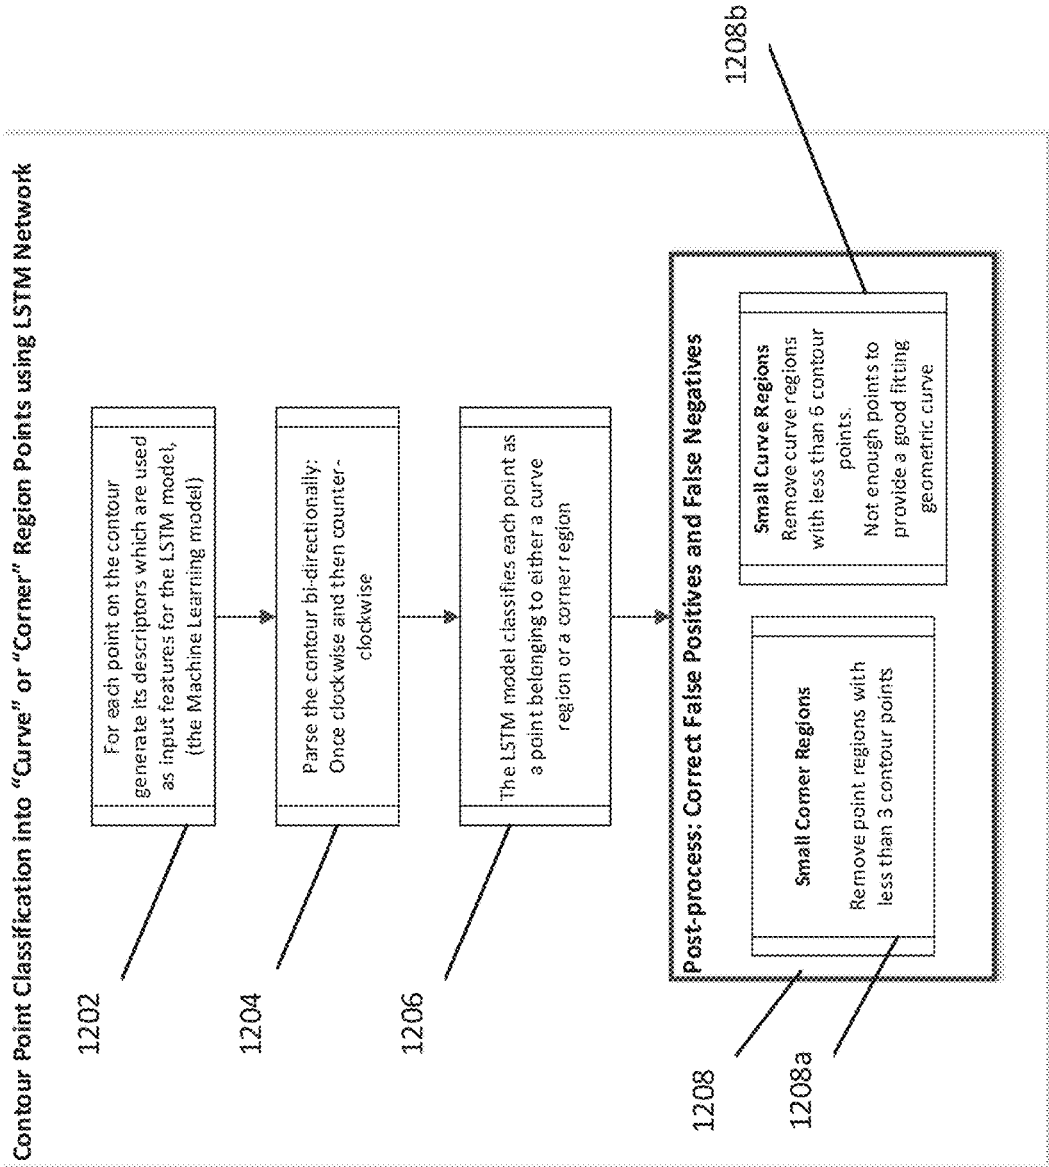 Contour Point Classification into “Curve” or “Corner” Region Points using LSTM Network
1202
For each point on the contour
generate its descriptors which are used
as input features for the LSTM model,
(the Machine Learning model)
1204
Parse the contour bi-directionally:
Once clockwise and then counter-
clockwise
1206
The LSTM model classifies each point as
a point belonging to either a curve
region or a corner region
1208
Post-process: Correct False Positives and False Negatives
1208a
Small Corner Regions
Remove point regions with
less than 3 contour points
Small Curve Regions
Remove curve regions
with less than 6 contour
points.
Not enough points to
provide a good fitting
geometric curve
1208b